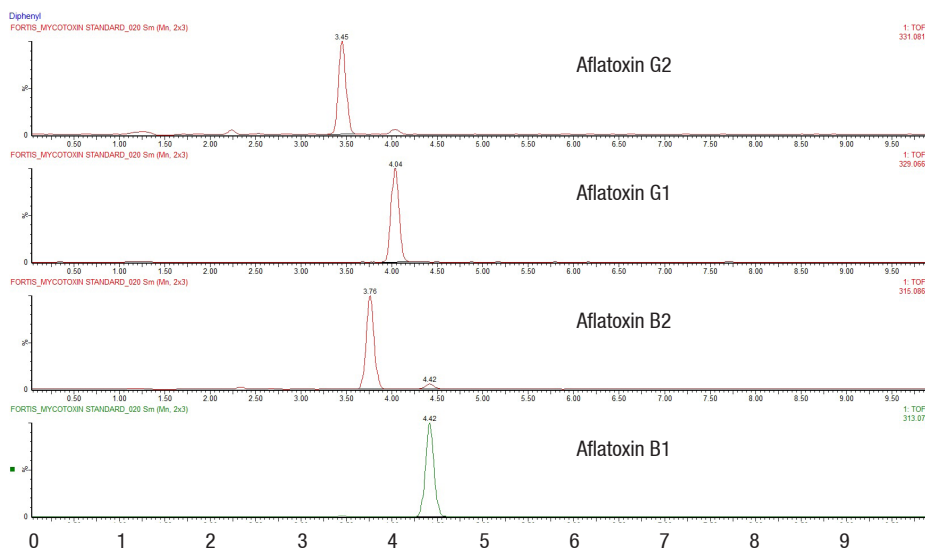 Diphenyl
FORTIS_MYCOTOXIN STANDARD_020 Sm (Mn, 2x3)
1: TOF
331.081
3.45
Aflatoxin G2
%
0
0.50 1.00 1.50 2.00 2.50 3.00 3.50 4.00 4.50 5.00 5.50 6.00 6.50 7.00 7.50 8.00 8.50 9.00 9.50
FORTIS_MYCOTOXIN STANDARD_020 Sm (Mn, 2x3)
1: TOF
329.066
4.04
Aflatoxin G1
%
0
0.50 1.00 1.50 2.00 2.50 3.00 3.50 4.00 4.50 5.00 5.50 6.00 6.50 7.00 7.50 8.00 8.50 9.00 9.50
FORTIS_MYCOTOXIN STANDARD_020 Sm (Mn, 2x3)
1: TOF
315.086
3.76
Aflatoxin B2
%
4.42
0
0.50 1.00 1.50 2.00 2.50 3.00 3.50 4.00 4.50 5.00 5.50 6.00 6.50 7.00 7.50 8.00 8.50 9.00 9.50
FORTIS_MYCOTOXIN STANDARD_020 Sm (Mn, 2x3)
1: TOF
313.07
4.42
Aflatoxin B1
%
0
0 1 2 3 4 5 6 7 8 9